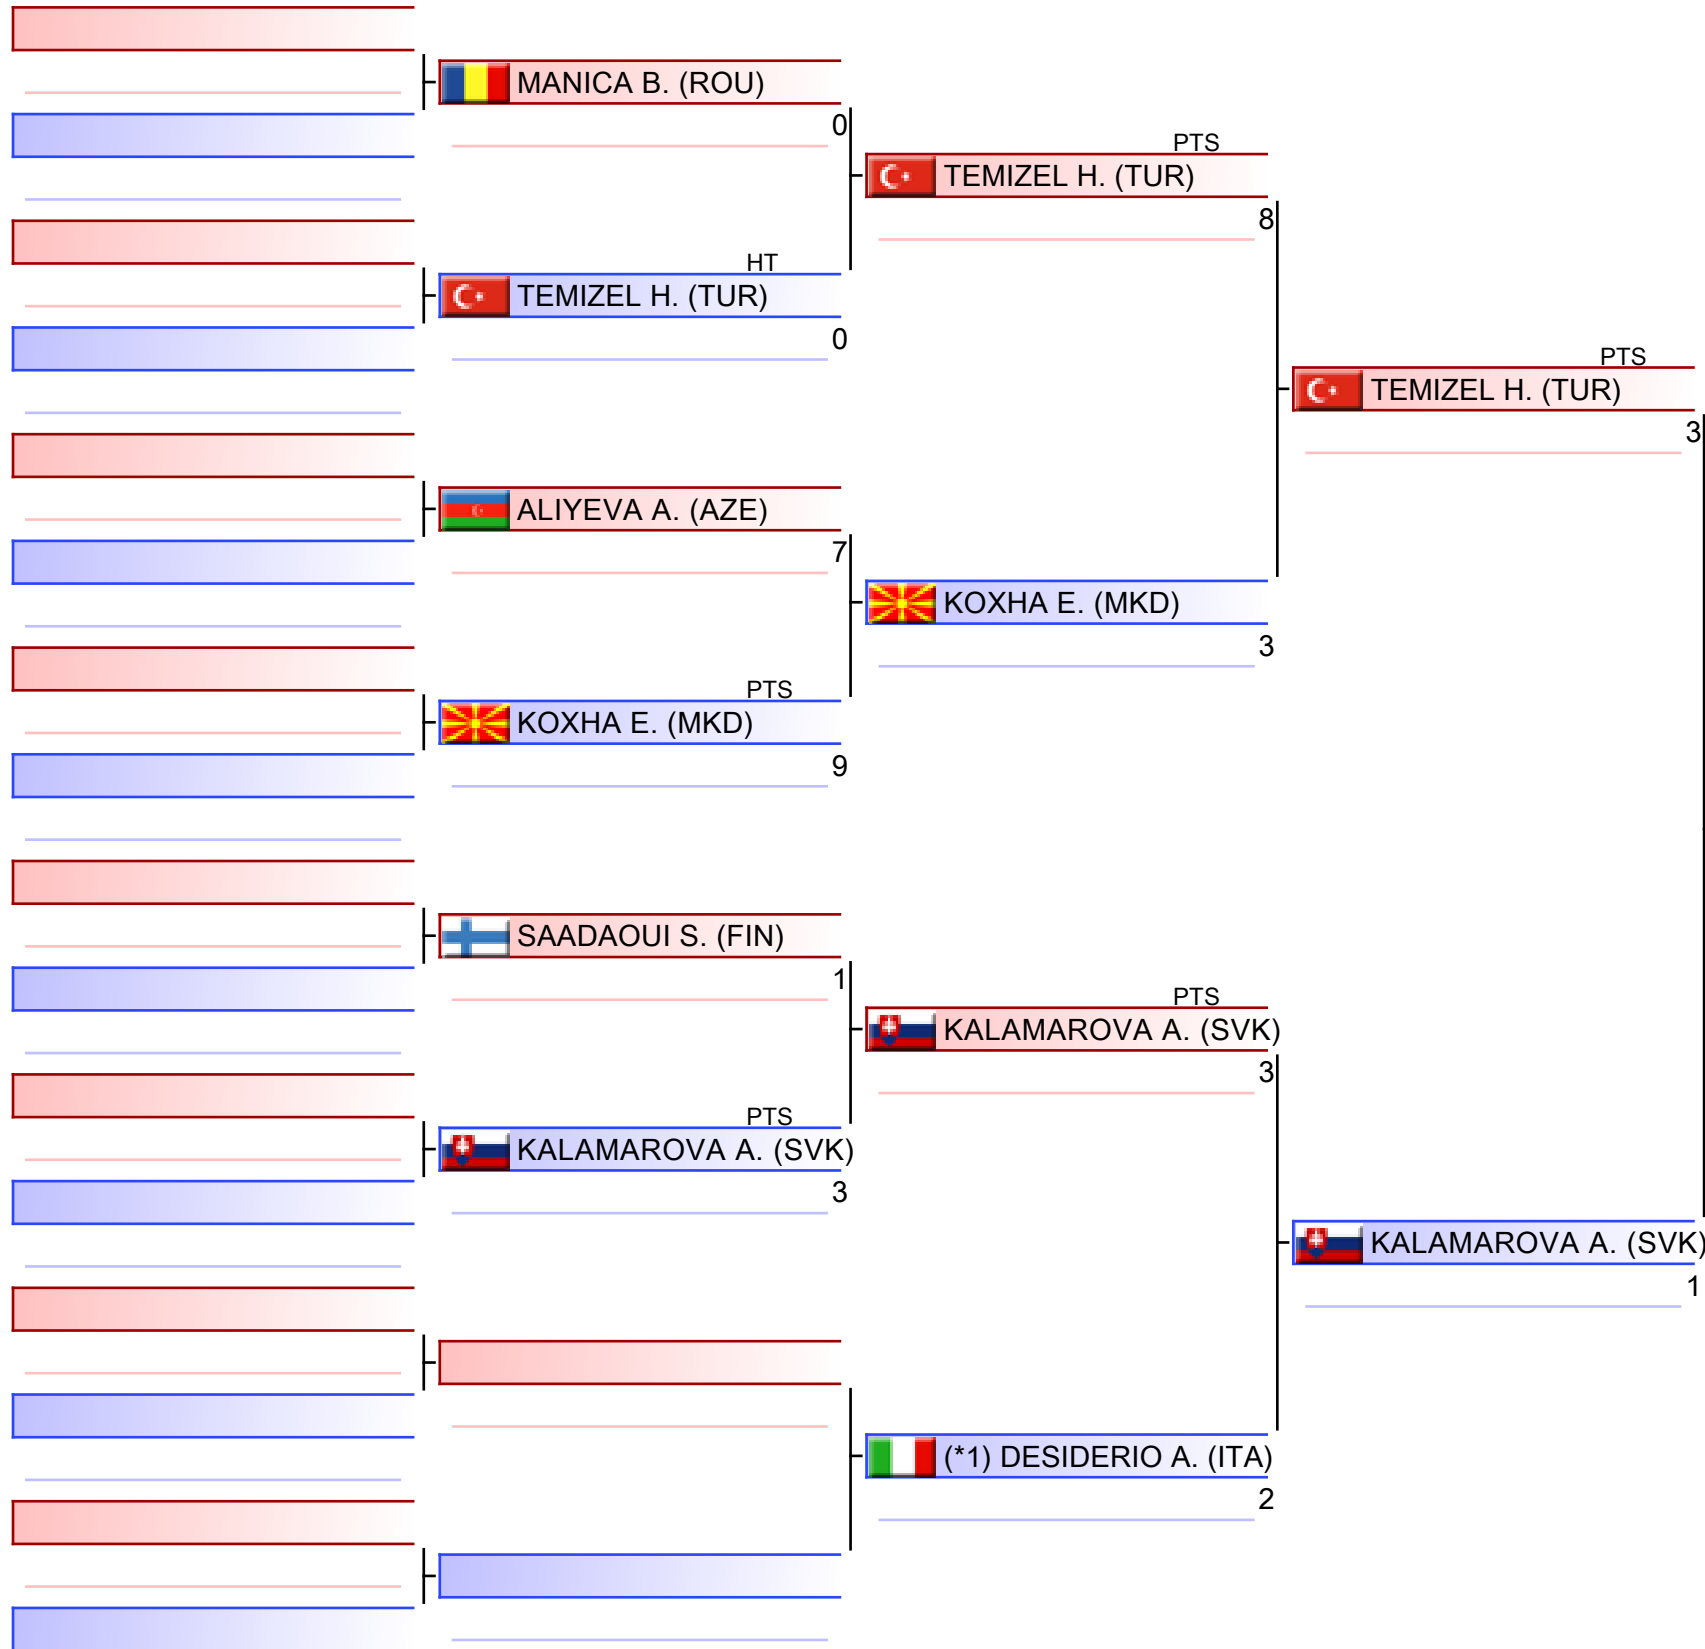 MANICA B. (ROU)
0
PTS
TEMIZEL H. (TUR)
8
HT
TEMIZEL H. (TUR)
0
PTS
TEMIZEL H. (TUR)
3
ALIYEVA A. (AZE)
7
KOXHA E. (MKD)
3
PTS
KOXHA E. (MKD)
9
SAADAOUI S. (FIN)
1
PTS
KALAMAROVA A. (SVK)
3
PTS
KALAMAROVA A. (SVK)
3
KALAMAROVA A. (SVK)
1
(*1) DESIDERIO A. (ITA)
2